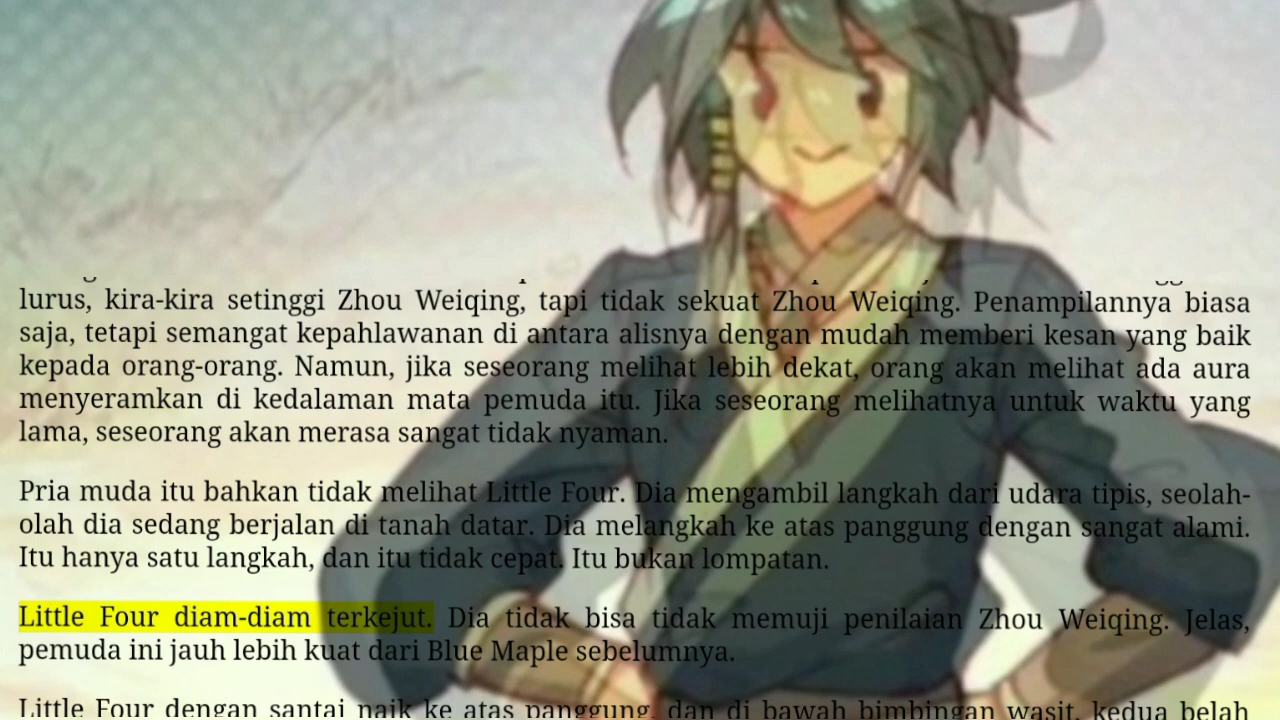 lurus, kira-kira setinggi Zhou Weiqing, tapi tidak sekuat Zhou Weiqing. Penampilannya biasa
saja, tetapi semangat kepahlawanan di antara alisnya dengan mudah memberi kesan yang baik
kepada orang-orang. Namun, jika seseorang melihat lebih dekat, orang akan melihat ada aura
menyeramkan di kedalaman mata pemuda itu. Jika seseorang melihatnya untuk waktu yang
lama, seseorang akan merasa sangat tidak nyaman.
Pria muda itu bahkan tidak melihat Little Four. Dia mengambil langkah dari udara tipis, seolah-
olah dia sedang berjalan di tanah datar. Dia melangkah ke atas panggung dengan sangat alami.
Itu hanya satu langkah, dan itu tidak cepat. Itu bukan lompatan.
Little Four diam-diam terkejut. Dia tidak bisa tidak memuji penilaian Zhou Weiqing. Jelas,
pemuda ini jauh lebih kuat dari Blue Maple sebelumnya.
Little Four dengan santai naik ke atas panggung, dan di bawah bimbingan wasit, kedua belah